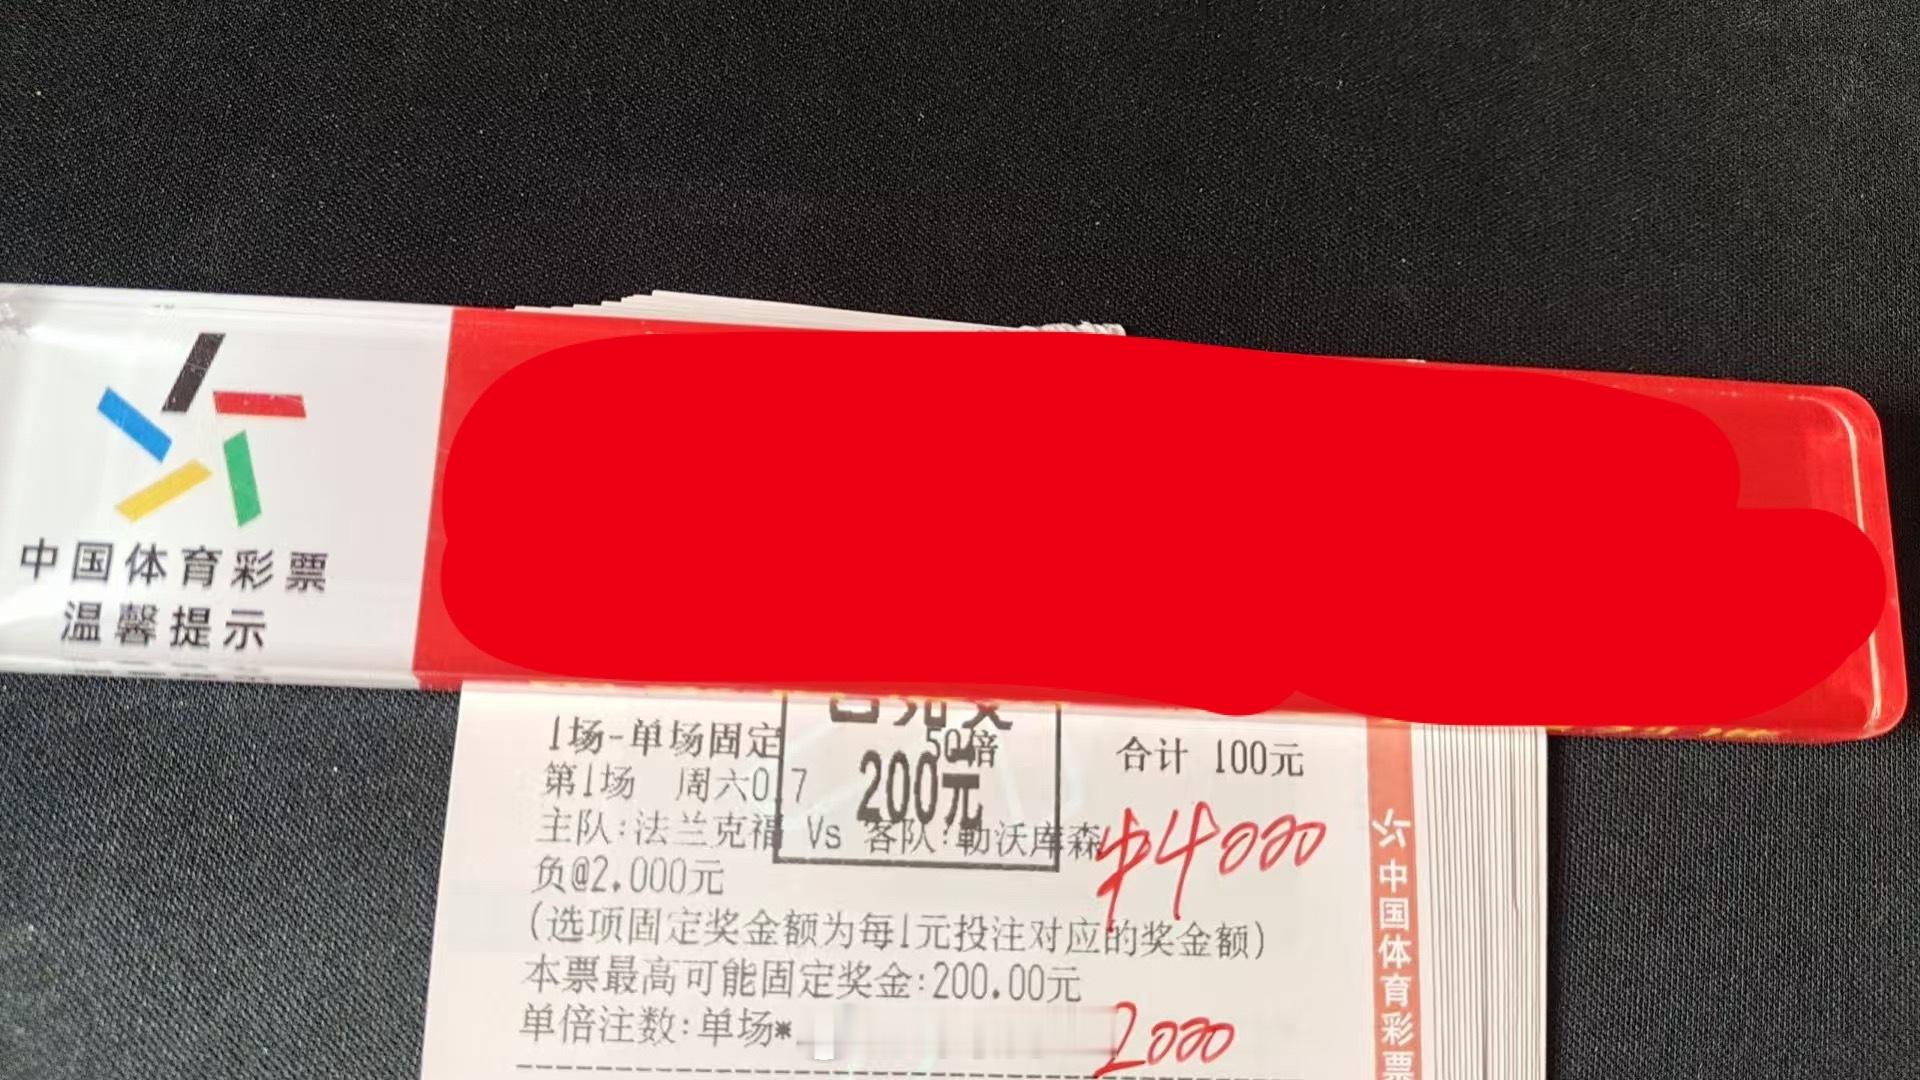 中国体育彩票
温馨提示
1场-单场固定
50倍
合计 100元
200元
第1场 周六0 7
主队:法兰克福 Vs 客队:勒沃库森
中4000
负@2.000元
(选项固定奖金额为每1元投注对应的奖金额)
本票最高可能固定奖金:200.00元
单倍注数:单场*
2000
中国体育彩票